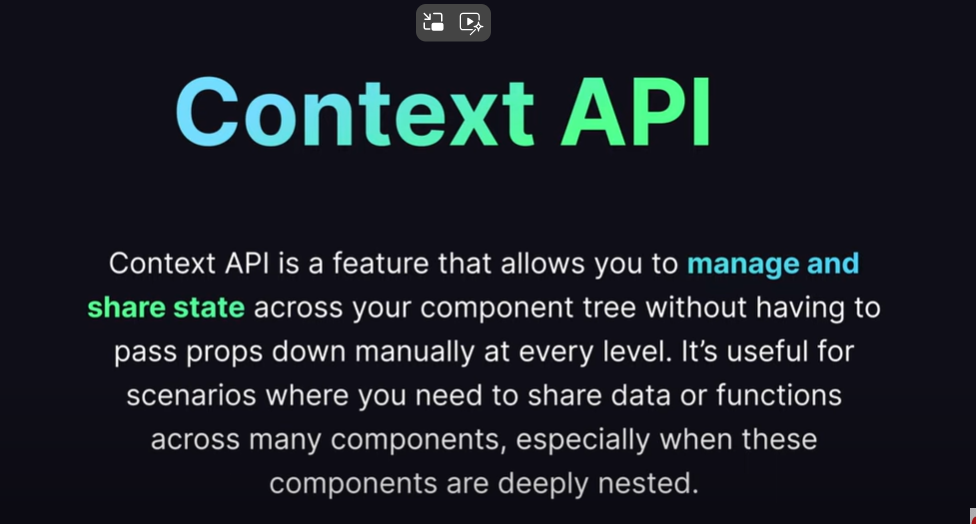 Context API
Context API is a feature that allows you to manage and
share state across your component tree without having to
pass props down manually at every level. It’s useful for
scenarios where you need to share data or functions
across many components, especially when these
components are deeply nested.